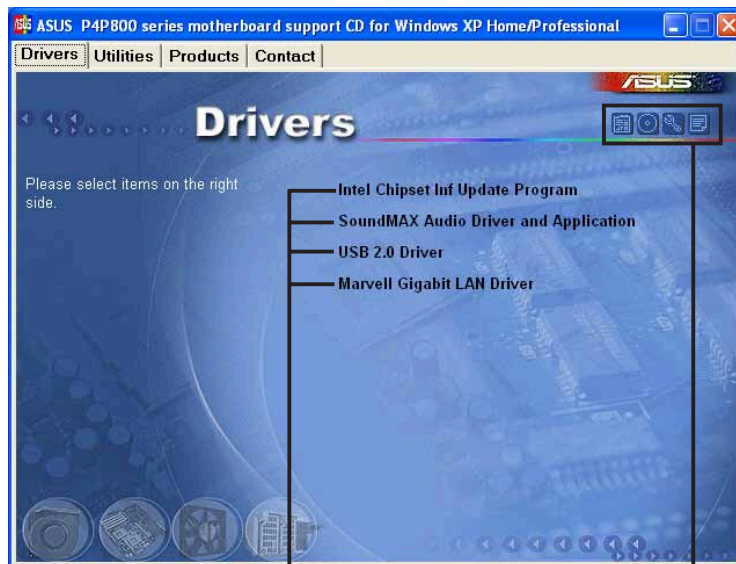 ASUS P4P800 series motherboard support CD for Windows XP Home/Professional
Drivers Utilities Products Contact
ASUS
Drivers
Please select items on the right
side.
Intel Chipset Inf Update Program
SoundMAX Audio Driver and Application
USB 2.0 Driver
Marvell Gigabit LAN Driver